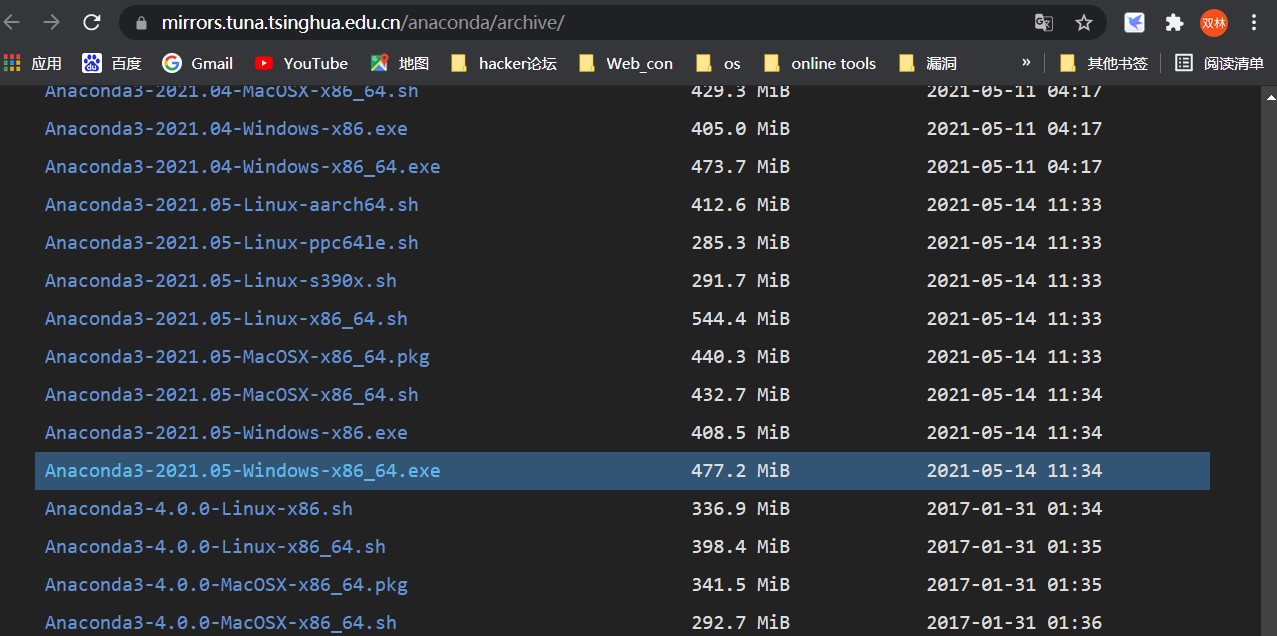 mirrors.tuna.tsinghua.edu.cn/anaconda/archive/ 双林
应用 百度 Gmail YouTube 地图 hacker论坛 Web_con os online tools 漏洞 » 其他书签 阅读清单
Anaconda3-2021.04-MacOSX-x86_64.sh 429.3 MiB 2021-05-11 04:17
Anaconda3-2021.04-Windows-x86.exe 405.0 MiB 2021-05-11 04:17
Anaconda3-2021.04-Windows-x86_64.exe 473.7 MiB 2021-05-11 04:17
Anaconda3-2021.05-Linux-aarch64.sh 412.6 MiB 2021-05-14 11:33
Anaconda3-2021.05-Linux-ppc64le.sh 285.3 MiB 2021-05-14 11:33
Anaconda3-2021.05-Linux-s390x.sh 291.7 MiB 2021-05-14 11:33
Anaconda3-2021.05-Linux-x86_64.sh 544.4 MiB 2021-05-14 11:33
Anaconda3-2021.05-MacOSX-x86_64.pkg 440.3 MiB 2021-05-14 11:33
Anaconda3-2021.05-MacOSX-x86_64.sh 432.7 MiB 2021-05-14 11:34
Anaconda3-2021.05-Windows-x86.exe 408.5 MiB 2021-05-14 11:34
Anaconda3-2021.05-Windows-x86_64.exe 477.2 MiB 2021-05-14 11:34
Anaconda3-4.0.0-Linux-x86.sh 336.9 MiB 2017-01-31 01:34
Anaconda3-4.0.0-Linux-x86_64.sh 398.4 MiB 2017-01-31 01:35
Anaconda3-4.0.0-MacOSX-x86_64.pkg 341.5 MiB 2017-01-31 01:35
Anaconda3-4.0.0-MacOSX-x86_64.sh 292.7 MiB 2017-01-31 01:36